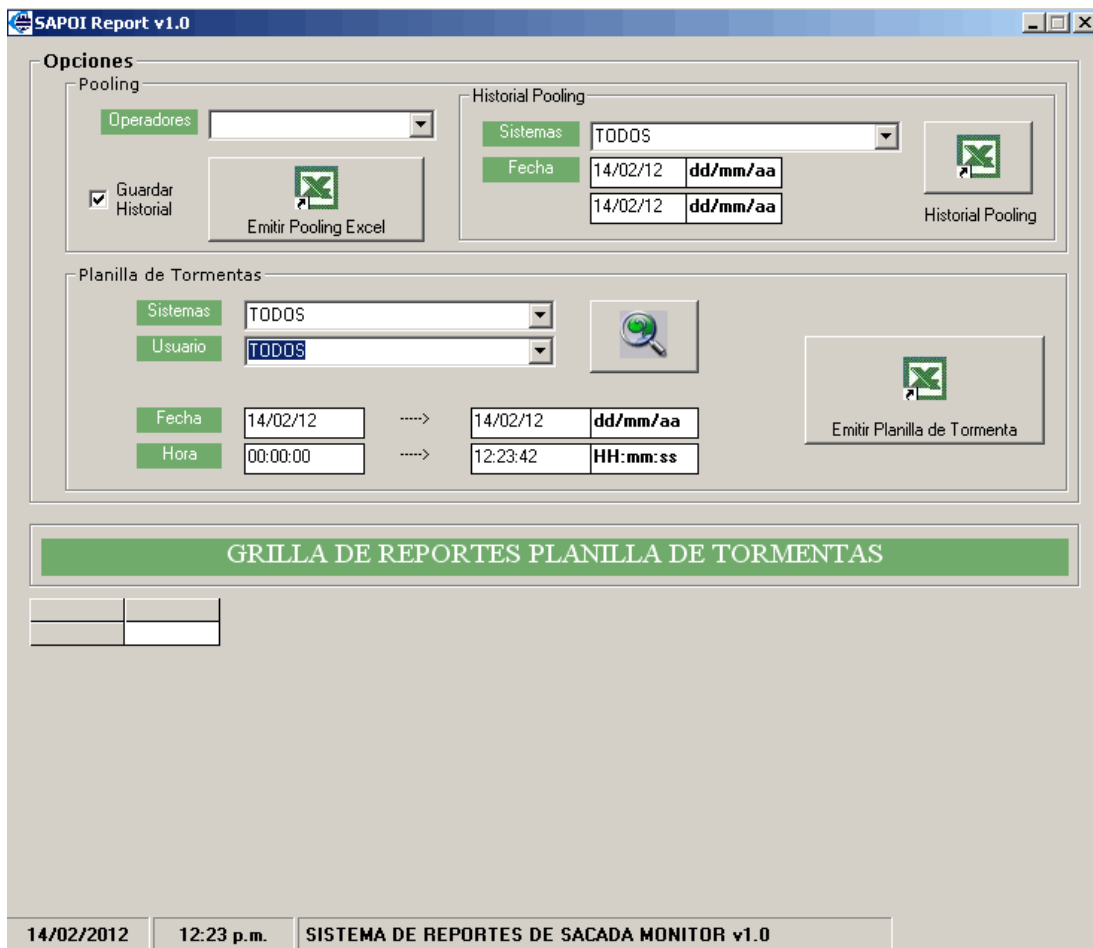 SAPOI Report v1.0
Opciones
Pooling
Operadores
Guardar
Historial
Emitir Pooling Excel
Historial Pooling
Sistemas TODOS
Fecha 14/02/12 dd/mm/aa
14/02/12 dd/mm/aa
Historial Pooling
Planilla de Tormentas
Sistemas TODOS
Usuario TODOS
Fecha 14/02/12 ----> 14/02/12 dd/mm/aa
Hora 00:00:00 ----> 12:23:42 HH:mm:ss
Emitir Planilla de Tormenta
GRILLA DE REPORTES PLANILLA DE TORMENTAS
14/02/2012 12:23 p.m. SISTEMA DE REPORTES DE SACADA MONITOR v1.0